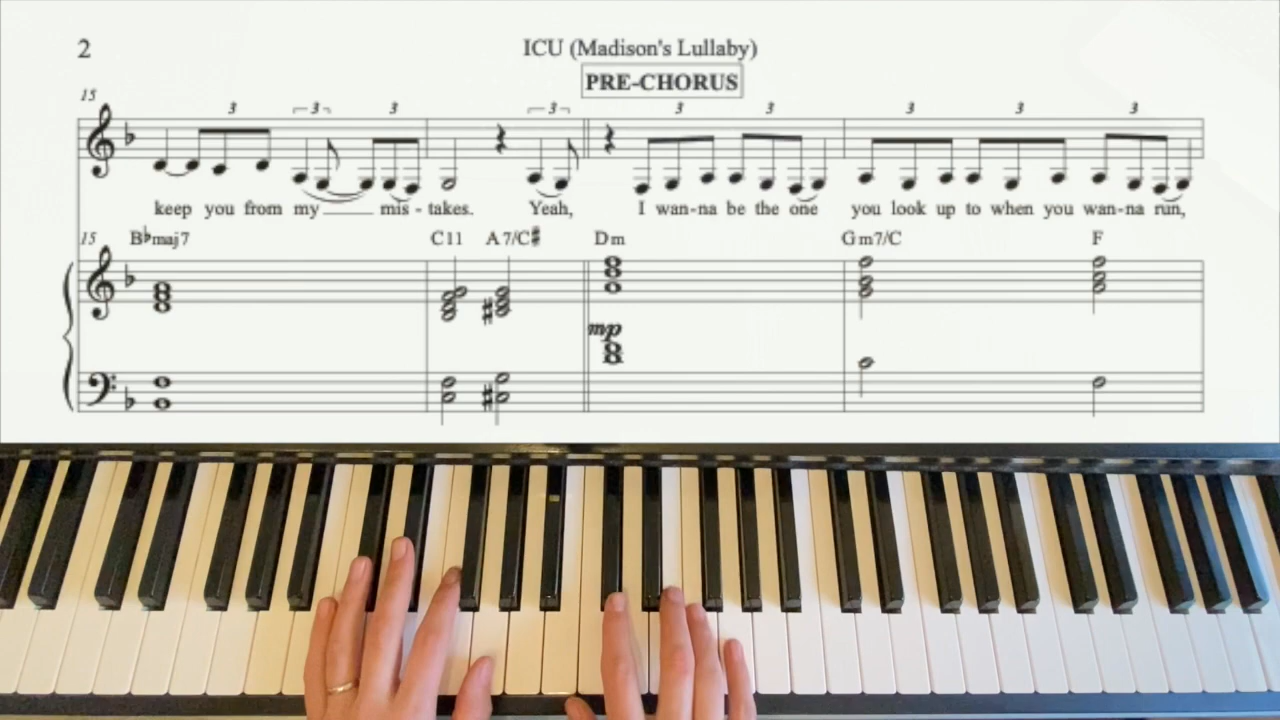 2
ICU (Madison's Lullaby)
PRE-CHORUS
15
3 3 3 3 3 3 3 3 3
keep you from my mis - takes. Yeah, I wan-na be the one you look up to when you wan-na run,
15 B♭maj7 C11 A7/C♯ Dm Gm7/C F
mp